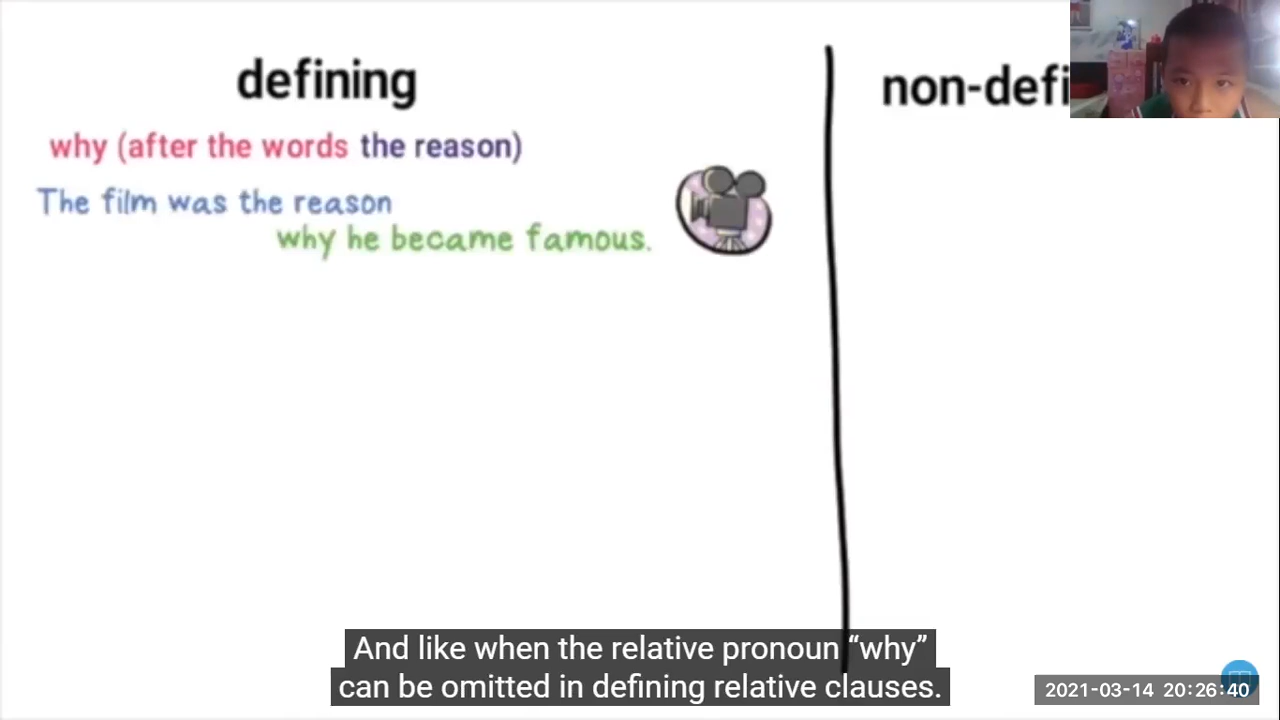 defining
non-defi
why (after the words the reason)
The film was the reason
why he became famous.
And like when the relative pronoun “why”
can be omitted in defining relative clauses.
2021-03-14 20:26:40